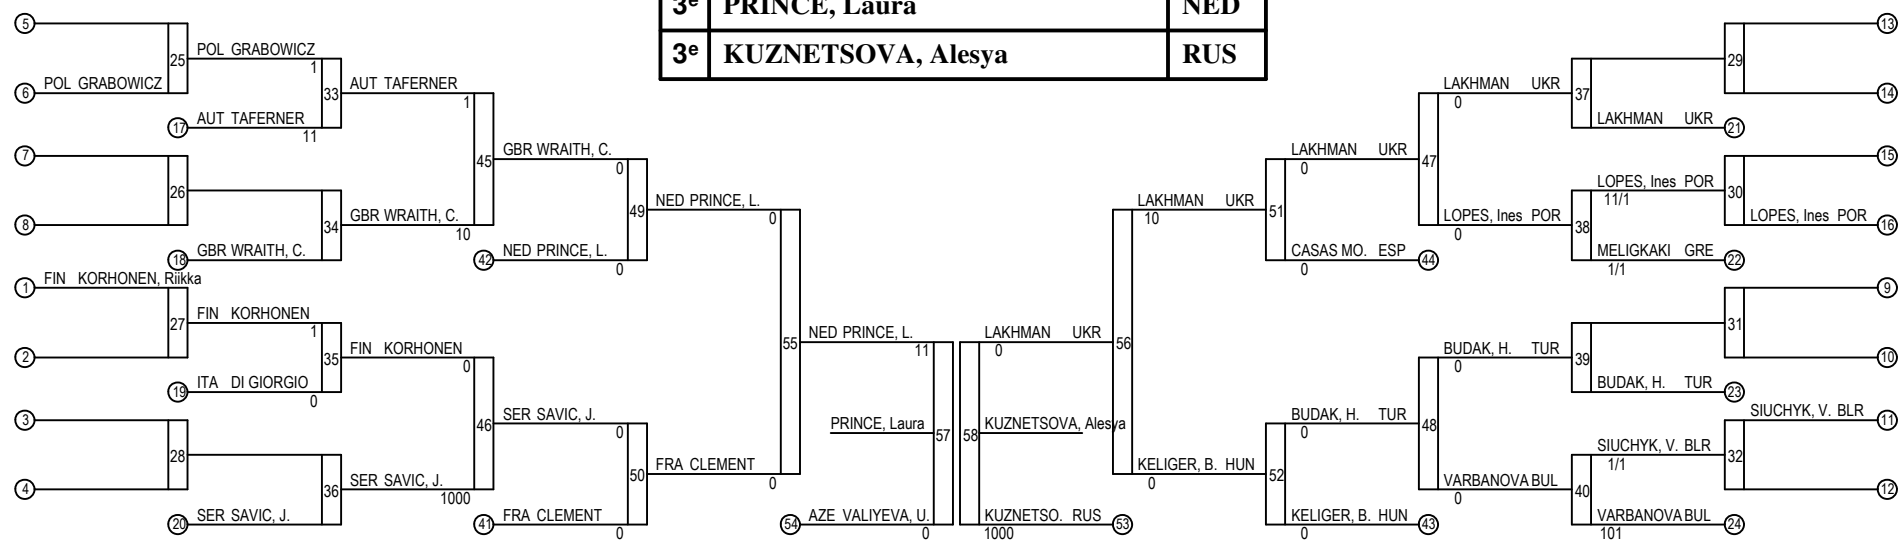 3e PRINCE, Laura NED
3e KUZNETSOVA, Alesya RUS
5
25
POL GRABOWICZ
1
6 POL GRABOWICZ
33
AUT TAFERNER
1
17 AUT TAFERNER
11
7
26
45
GBR WRAITH, C.
0
8
34
GBR WRAITH, C.
10
18 GBR WRAITH, C.
49
NED PRINCE, L.
0
42 NED PRINCE, L.
0
1 FIN KORHONEN, Riikka
27
FIN KORHONEN
1
2
35
FIN KORHONEN
0
19 ITA DI GIORGIO
0
3
28
46
SER SAVIC, J.
0
4
36
SER SAVIC, J.
1000
20 SER SAVIC, J.
50
FRA CLEMENT
0
41 FRA CLEMENT
0
55
NED PRINCE, L.
11
PRINCE, Laura
57
54 AZE VALIYEVA, U.
0
LAKHMAN UKR
0
58
KUZNETSOVA, Alesya
KUZNETSO. RUS 53
1000
56
LAKHMAN UKR
10
51
LAKHMAN UKR
0
CASAS MO. ESP 44
0
KELIGER, B. HUN
0
52
BUDAK, H. TUR
0
KELIGER, B. HUN 43
0
47
LAKHMAN UKR
0
37
LAKHMAN UKR 21
29
13
14
LOPES, Ines POR
0
38
LOPES, Ines POR
11/1
30
15
LOPES, Ines POR 16
MELIGKAKI GRE 22
1/1
48
BUDAK, H. TUR
0
39
31
9
10
BUDAK, H. TUR 23
VARBANOVA BUL
0
40
SIUCHYK, V. BLR
1/1
32
SIUCHYK, V. BLR 11
12
VARBANOVA BUL 24
101